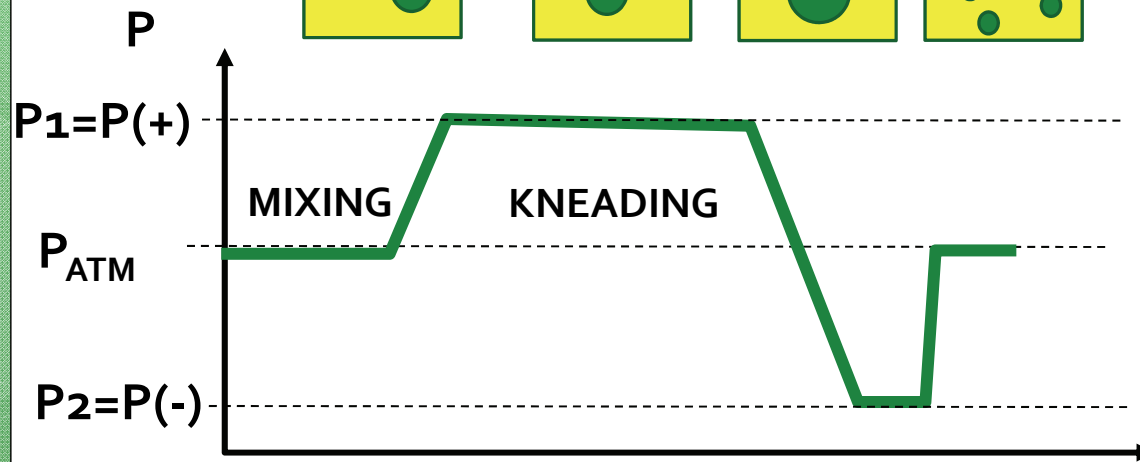 P
P1=P(+)
MIXING
KNEADING
PATM
P2=P(-)